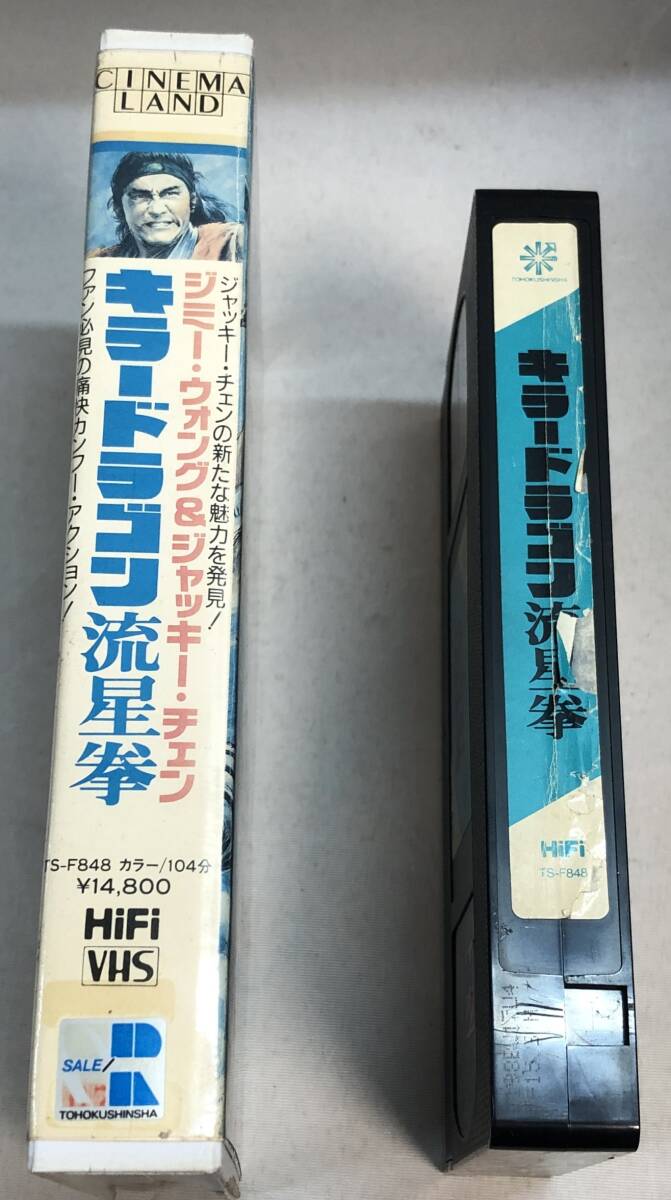 CINEMA
LAND
ジャッキー・チェンの新たな魅力を発見!
ジミー・ウォング&ジャッキー・チェン
キラードラゴン流星拳
ファン必見の痛快カンフー・アクション!
TS-F848 カラー/104分
¥14,800
HiFi
VHS
SALE/
TOHOKUSHINSHA
TOHOKUSHINSHA
キラードラゴン流星拳
HiFi
TS-F848